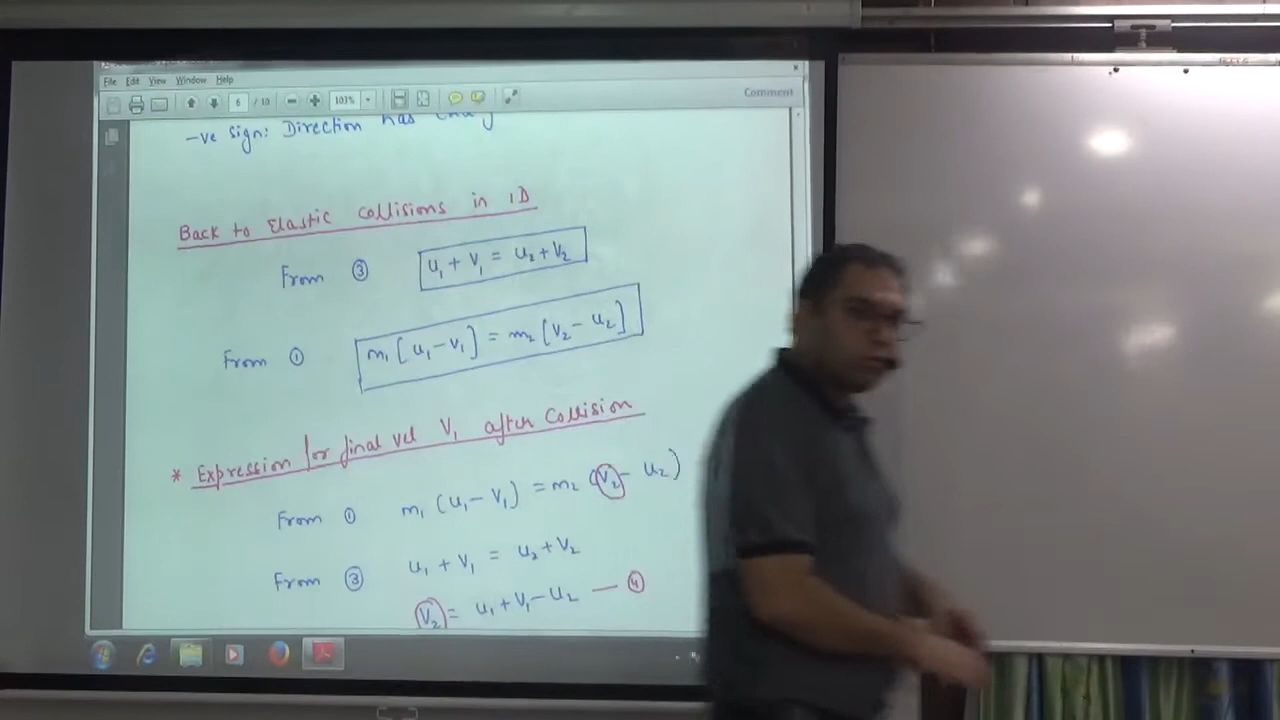 File Edit View Window Help
6 / 10 103% Comment
-ve Sign: Direction has
Back to Elastic Collisions in 1D
From ③ u₁ + v₁ = u₂ + v₂
From ① m₁ [u₁ - v₁] = m₂ [v₂ - u₂]
* Expression for final vel v₁ after Collision
From ① m₁ (u₁ - v₁) = m₂ (v₂ - u₂)
From ③ u₁ + v₁ = u₂ + v₂
v₂ = u₁ + v₁ - u₂ — ④